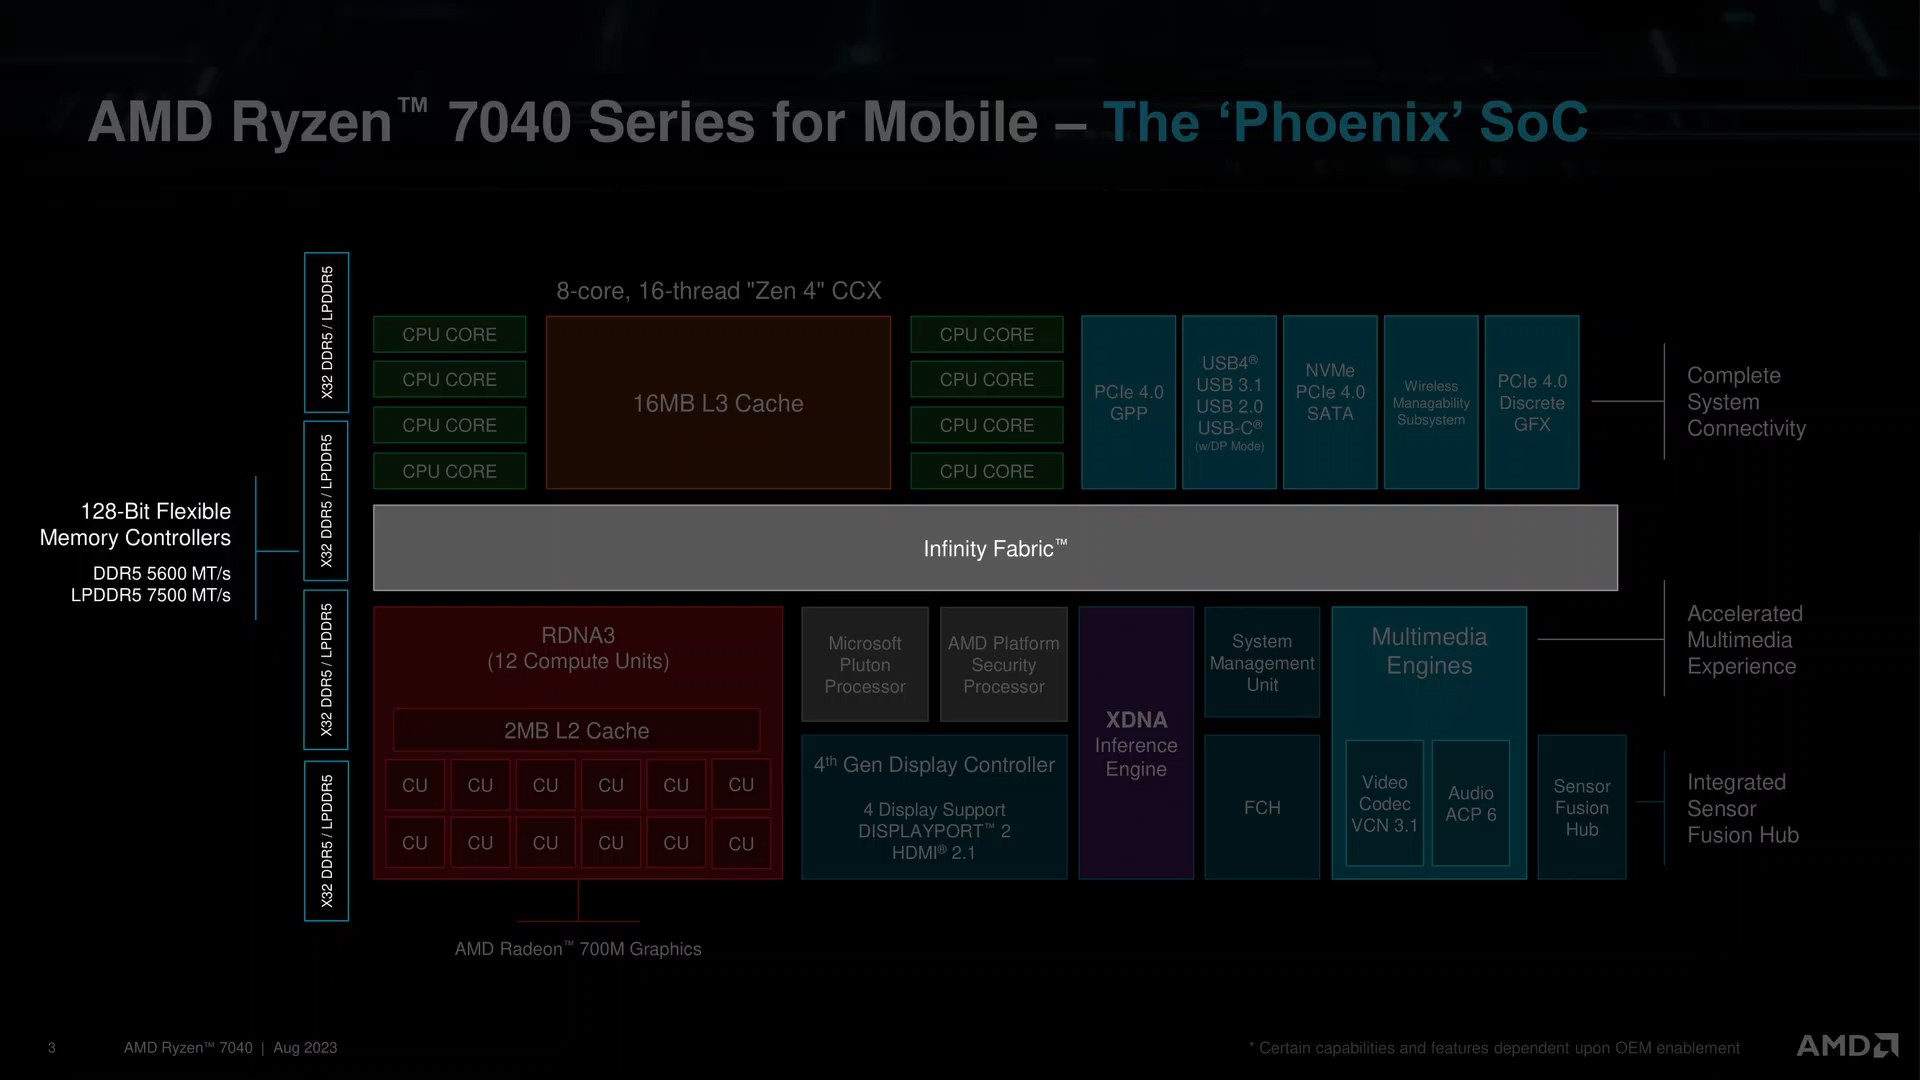 AMD Ryzen™ 7040 Series for Mobile – The ‘Phoenix’ SoC
128-Bit Flexible
Memory Controllers
DDR5 5600 MT/s
LPDDR5 7500 MT/s
X32 DDR5 / LPDDR5
X32 DDR5 / LPDDR5
X32 DDR5 / LPDDR5
X32 DDR5 / LPDDR5
8-core, 16-thread "Zen 4" CCX
CPU CORE
CPU CORE
CPU CORE
CPU CORE
16MB L3 Cache
CPU CORE
CPU CORE
CPU CORE
CPU CORE
PCIe 4.0
GPP
USB4®
USB 3.1
USB 2.0
USB-C®
(w/DP Mode)
NVMe
PCIe 4.0
SATA
Wireless
Managability
Subsystem
PCIe 4.0
Discrete
GFX
Complete
System
Connectivity
Infinity Fabric™
RDNA3
(12 Compute Units)
2MB L2 Cache
CU CU CU CU CU CU
CU CU CU CU CU CU
AMD Radeon™ 700M Graphics
Microsoft
Pluton
Processor
AMD Platform
Security
Processor
4th Gen Display Controller
4 Display Support
DISPLAYPORT™ 2
HDMI® 2.1
XDNA
Inference
Engine
System
Management
Unit
FCH
Multimedia
Engines
Video
Codec
VCN 3.1
Audio
ACP 6
Sensor
Fusion
Hub
Accelerated
Multimedia
Experience
Integrated
Sensor
Fusion Hub
3 AMD Ryzen™ 7040 | Aug 2023
* Certain capabilities and features dependent upon OEM enablement
AMD